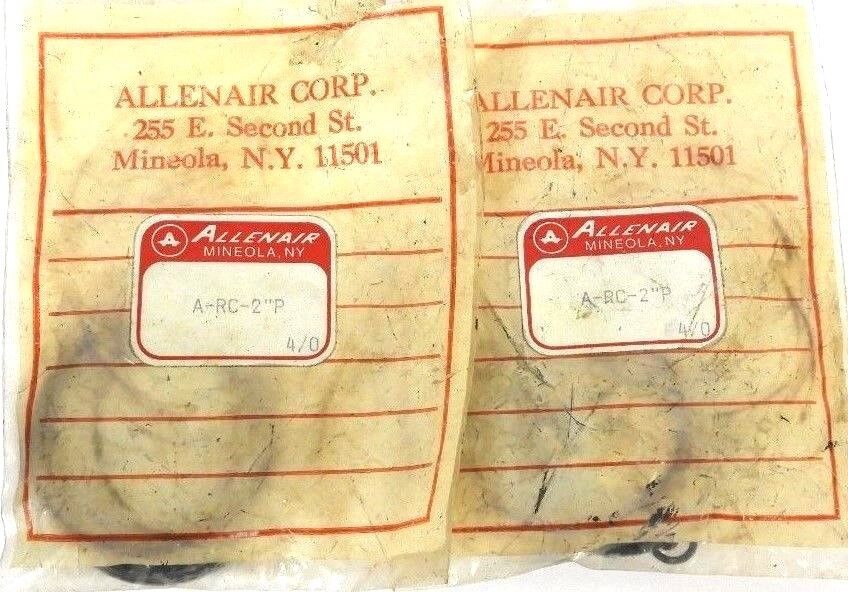 ALLENAIR CORP.
255 E. Second St.
Mineola, N.Y. 11501
A ALLENAIR
MINEOLA, NY
A-RC-2"P
4/0
ALLENAIR CORP.
255 E. Second St.
Mineola, N.Y. 11501
A ALLENAIR
MINEOLA, NY
A-RC-2"P
4/0